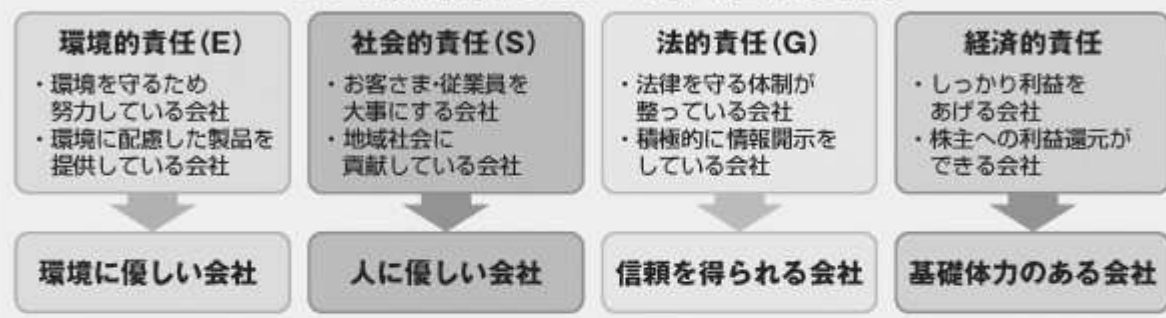 環境的責任(E)
・環境を守るため
努力している会社
・環境に配慮した製品を
提供している会社
環境に優しい会社
社会的責任(S)
・お客さま・従業員を
大事にする会社
・地域社会に
貢献している会社
人に優しい会社
法的責任(G)
・法律を守る体制が
整っている会社
・積極的に情報開示を
している会社
信頼を得られる会社
経済的責任
・しっかり利益を
あげる会社
・株主への利益還元が
できる会社
基礎体力のある会社